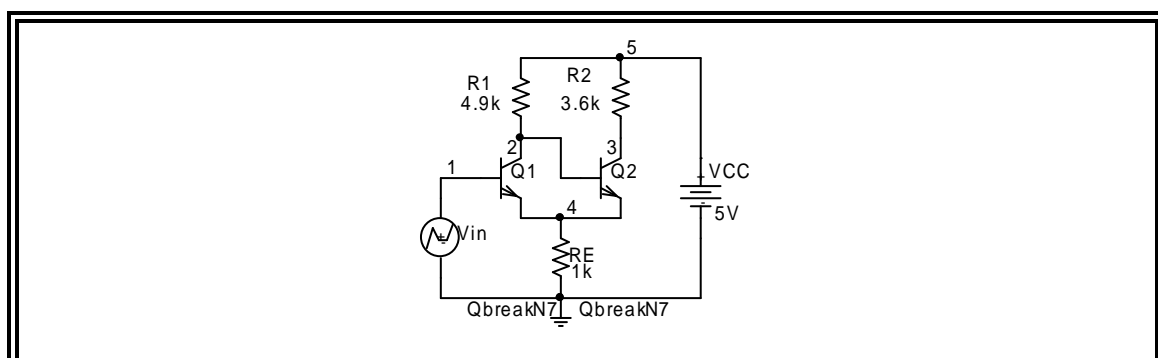 5
R1
4.9k
R2
3.6k
2
3
1
Q1
Q2
VCC
5V
4
Vin
RE
1k
QbreakN7
QbreakN7